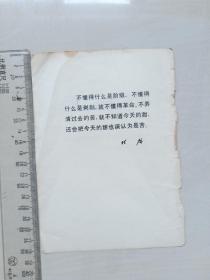 不懂得什么是阶级，不懂得
什么是剥削，就不懂得革命。不弄
清过去的苦，就不知道今天的甜，
还会把今天的甜也误认为是苦。
林彪